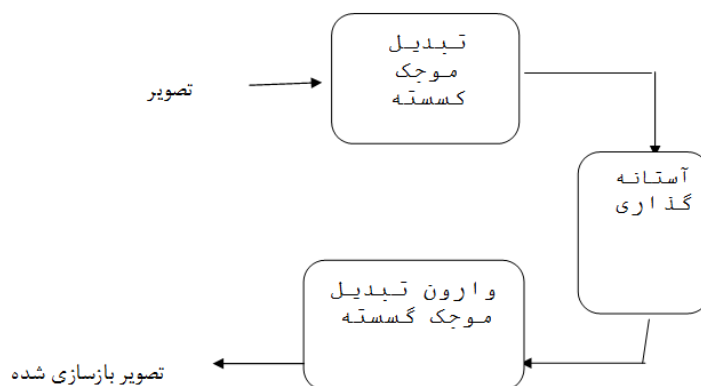 تصویر
تبدیل
موجک
کسسته
آستانه
گذاری
وارون تبدیل
موجک گسسته
تصویر بازسازی شده